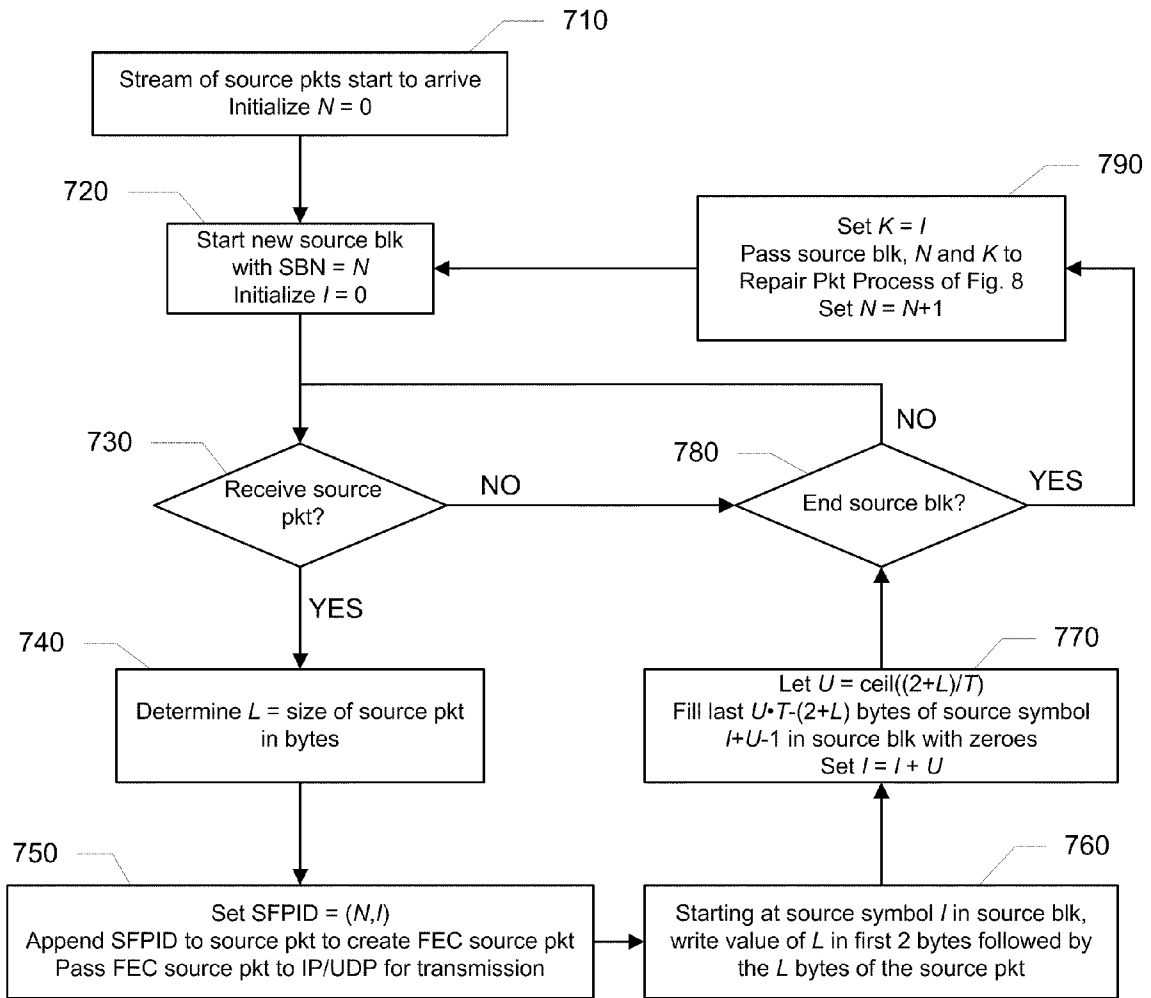 710
Stream of source pkts start to arrive
Initialize N = 0
720
Start new source blk
with SBN = N
Initialize I = 0
790
Set K = I
Pass source blk, N and K to
Repair Pkt Process of Fig. 8
Set N = N+1
730
Receive source
pkt?
NO
YES
780
End source blk?
NO
YES
740
Determine L = size of source pkt
in bytes
770
Let U = ceil((2+L)/T)
Fill last U•T-(2+L) bytes of source symbol
I+U-1 in source blk with zeroes
Set I = I + U
750
Set SFPID = (N,I)
Append SFPID to source pkt to create FEC source pkt
Pass FEC source pkt to IP/UDP for transmission
760
Starting at source symbol I in source blk,
write value of L in first 2 bytes followed by
the L bytes of the source pkt